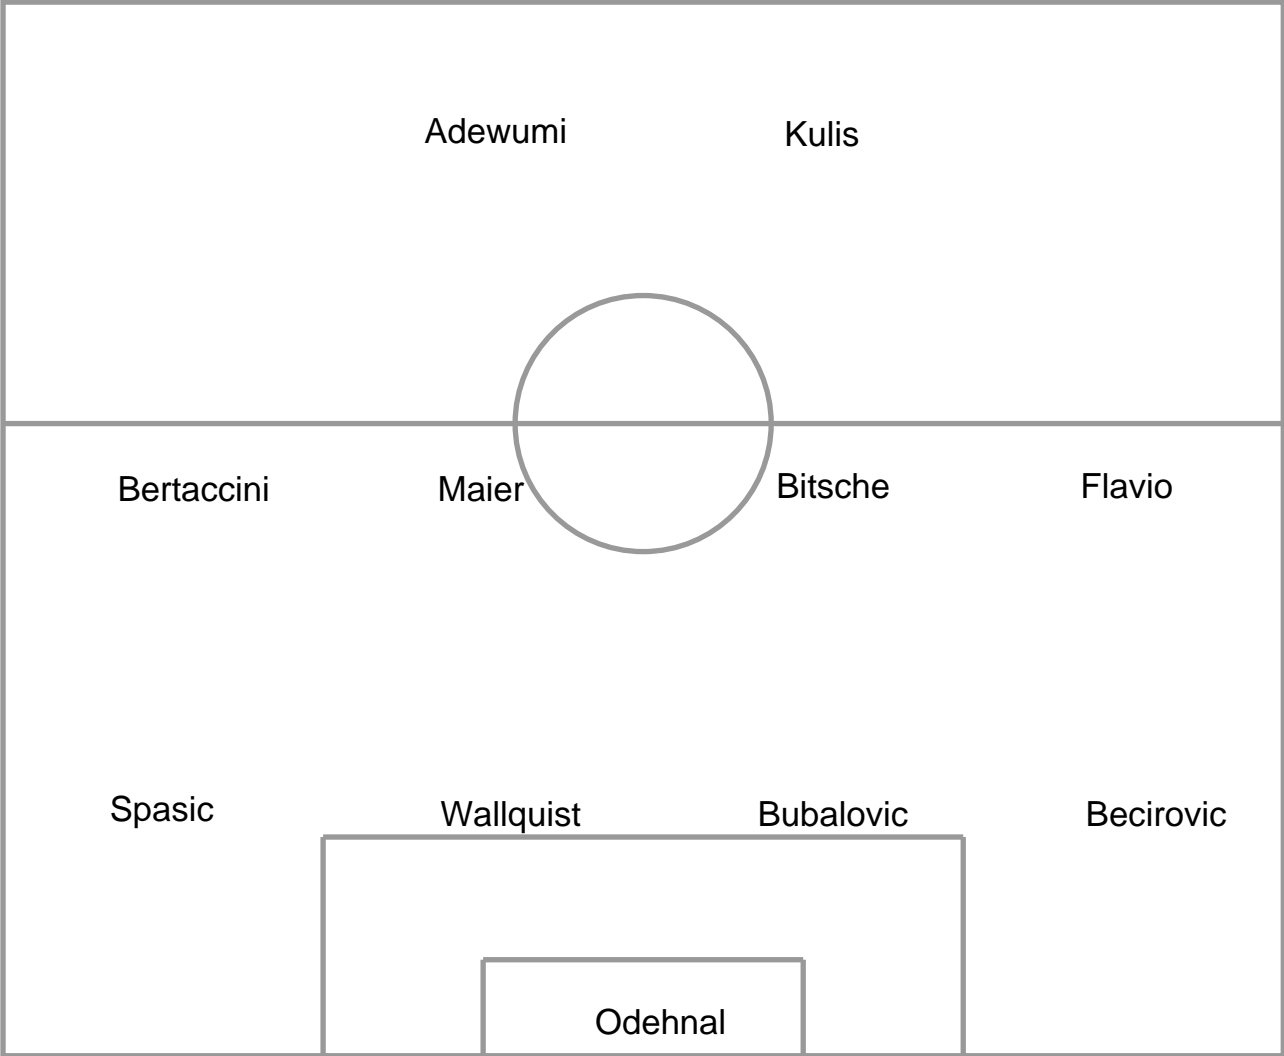 Adewumi Kulis
Bertaccini Maier Bitsche Flavio
Spasic Wallquist Bubalovic Becirovic
Odehnal